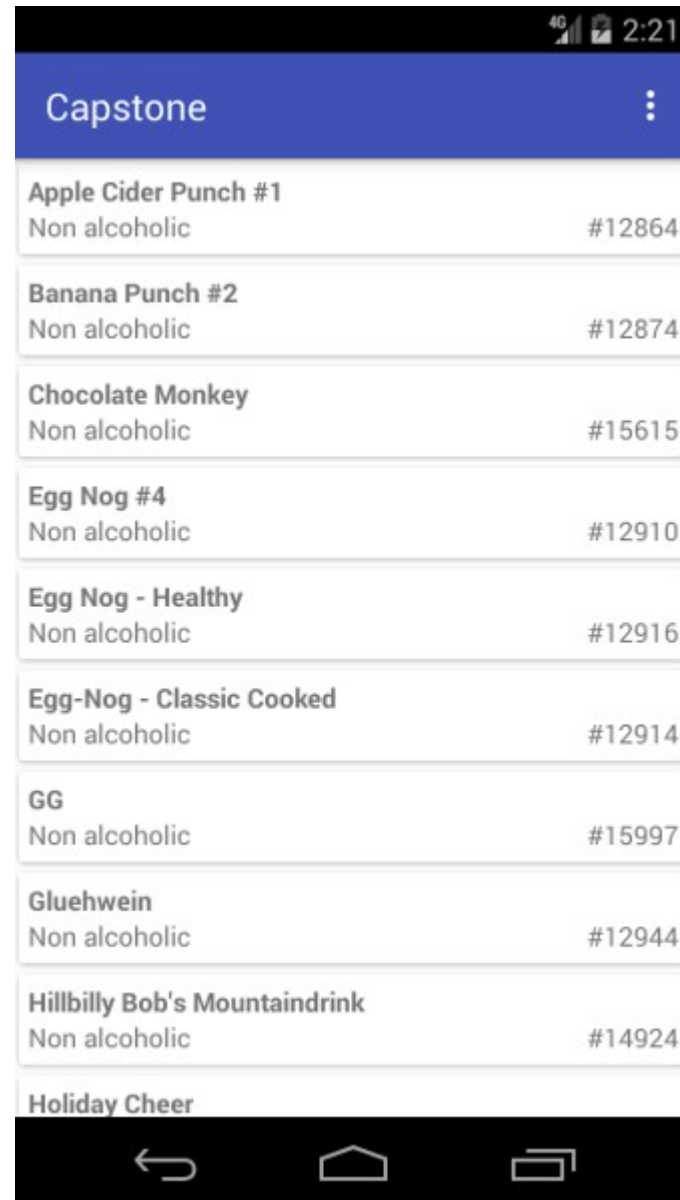 4G 2:21
Capstone
Apple Cider Punch #1
Non alcoholic #12864
Banana Punch #2
Non alcoholic #12874
Chocolate Monkey
Non alcoholic #15615
Egg Nog #4
Non alcoholic #12910
Egg Nog - Healthy
Non alcoholic #12916
Egg-Nog - Classic Cooked
Non alcoholic #12914
GG
Non alcoholic #15997
Gluehwein
Non alcoholic #12944
Hillbilly Bob's Mountaindrink
Non alcoholic #14924
Holiday Cheer